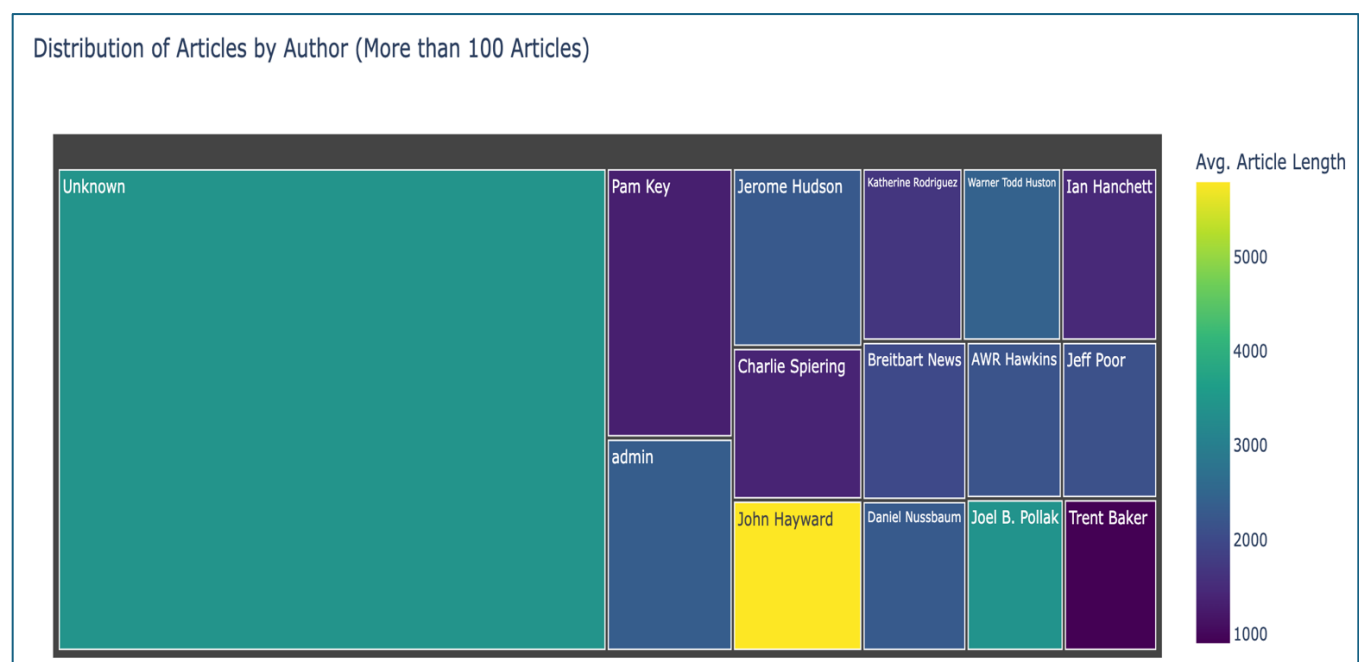 Distribution of Articles by Author (More than 100 Articles)
Avg. Article Length
Unknown
Pam Key
Jerome Hudson
Katherine Rodriguez
Warner Todd Huston
Ian Hanchett
Charlie Spiering
Breitbart News
AWR Hawkins
Jeff Poor
admin
John Hayward
Daniel Nussbaum
Joel B. Pollak
Trent Baker
5000
4000
3000
2000
1000